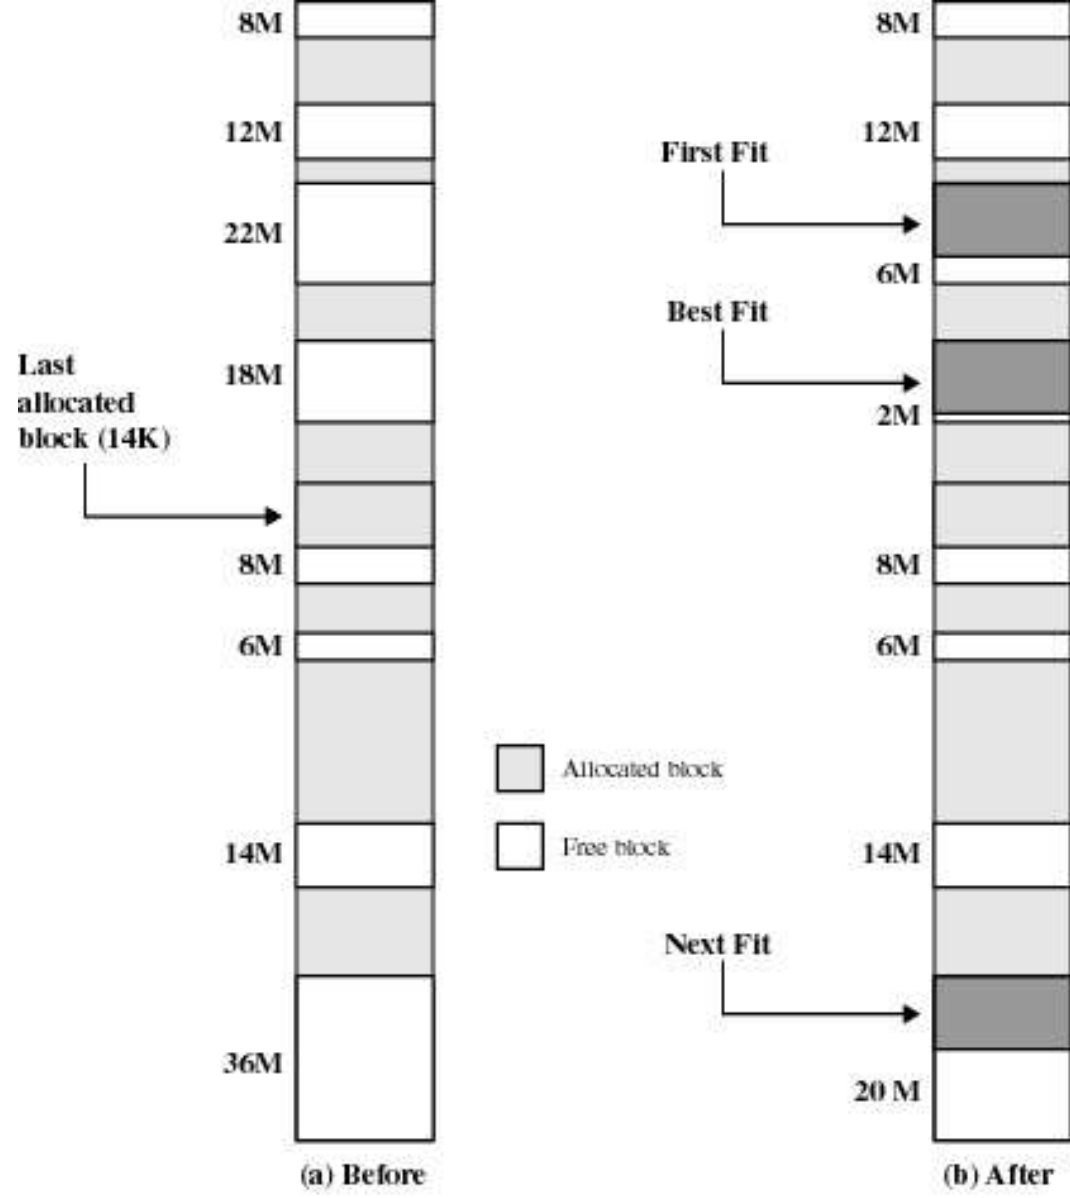 8M
12M
22M
18M
Last
allocated
block (14K)
8M
6M
14M
36M
(a) Before
Allocated block
Free block
8M
12M
First Fit
6M
Best Fit
2M
8M
6M
14M
Next Fit
20 M
(b) After